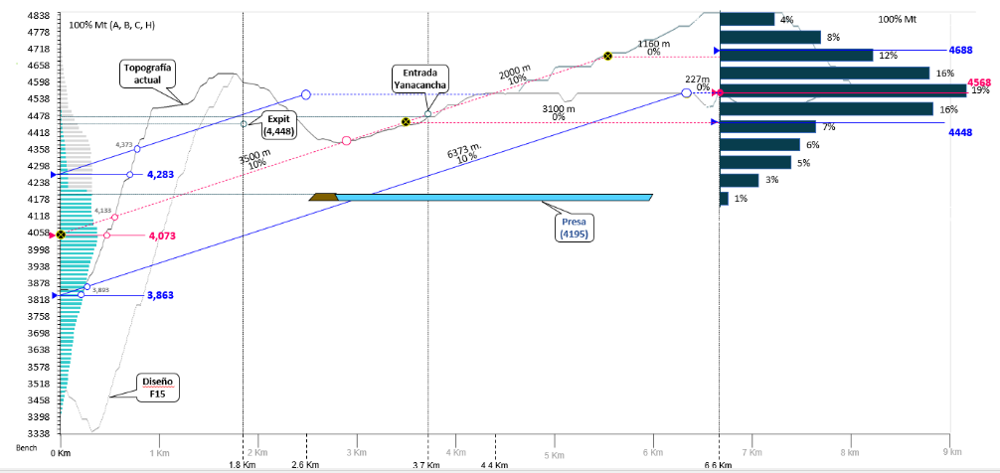 4838
4778
4718
4658
4598
4538
4478
4418
4358
4298
4238
4178
4118
4058
3998
3938
3878
3818
3758
3698
3638
3578
3518
3458
3398
3338
Bench
100% Mt (A, B, C, H)
Topografía
actual
Expit
(4,448)
Entrada
Yanacancha
2000 m
10%
1160 m
0%
227m
0%
3100 m
0%
3500 m
10%
6373 m.
10 %
4,373
4,283
4,133
4,073
3,893
3,863
Presa
(4195)
Diseño
F15
100% Mt
4%
8%
12%
16%
19%
16%
7%
6%
5%
3%
1%
4688
4568
4448
0 Km
1 Km
2 Km
3 Km
4 Km
5 Km
6 Km
7 Km
8 Km
9 Km
1.8 Km
2.6 Km
3 7 Km
4 4 Km
6 6 Km